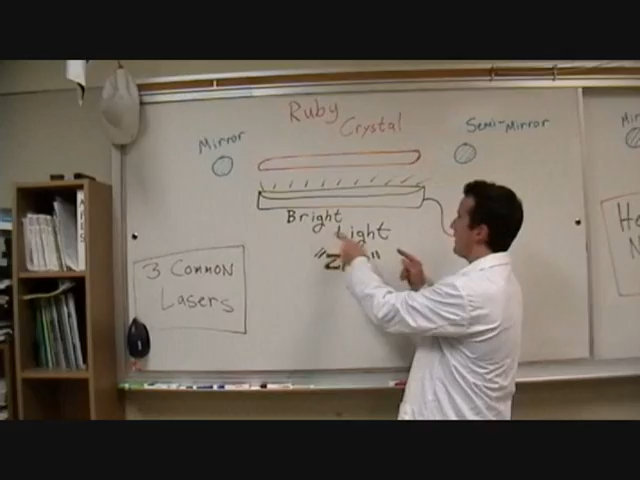 Ruby
Crystal
Mirror
Semi-Mirror
Bright
Light
3 Common
Lasers